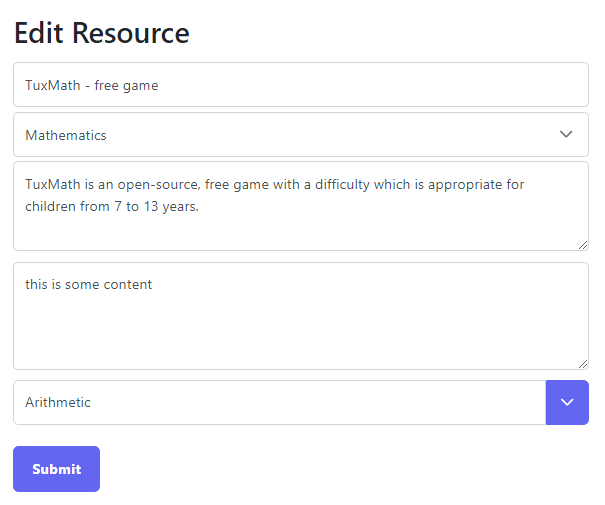 Edit Resource
TuxMath - free game
Mathematics
TuxMath is an open-source, free game with a difficulty which is appropriate for
children from 7 to 13 years.
this is some content
Arithmetic
Submit